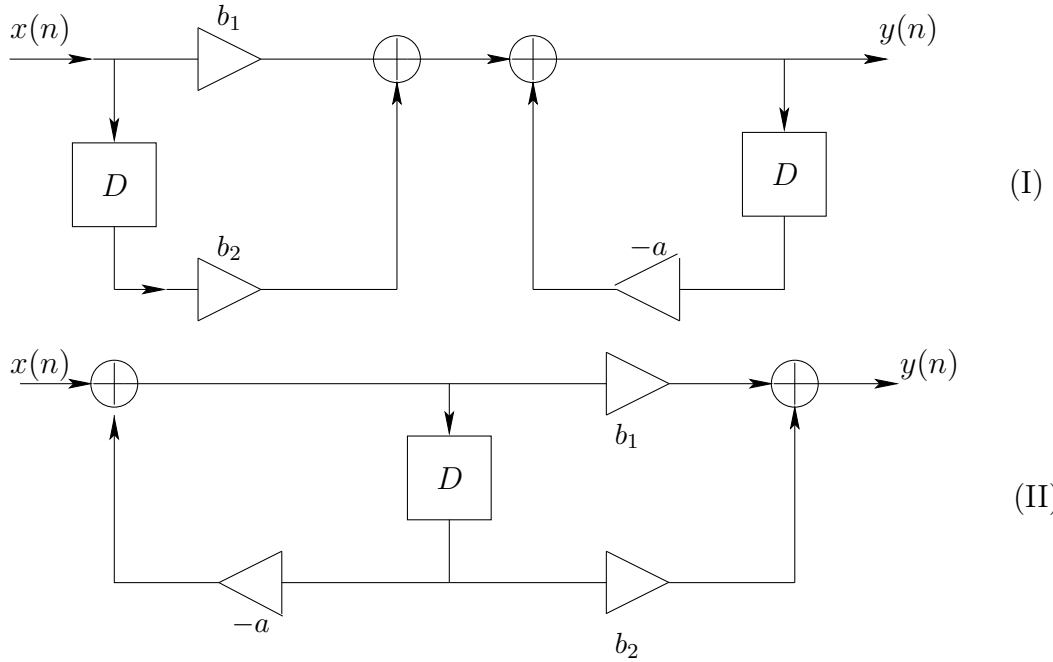 x(n) b₁ y(n)
D D (I)
b₂ −a
x(n) y(n)
b₁
D (II)
−a b₂